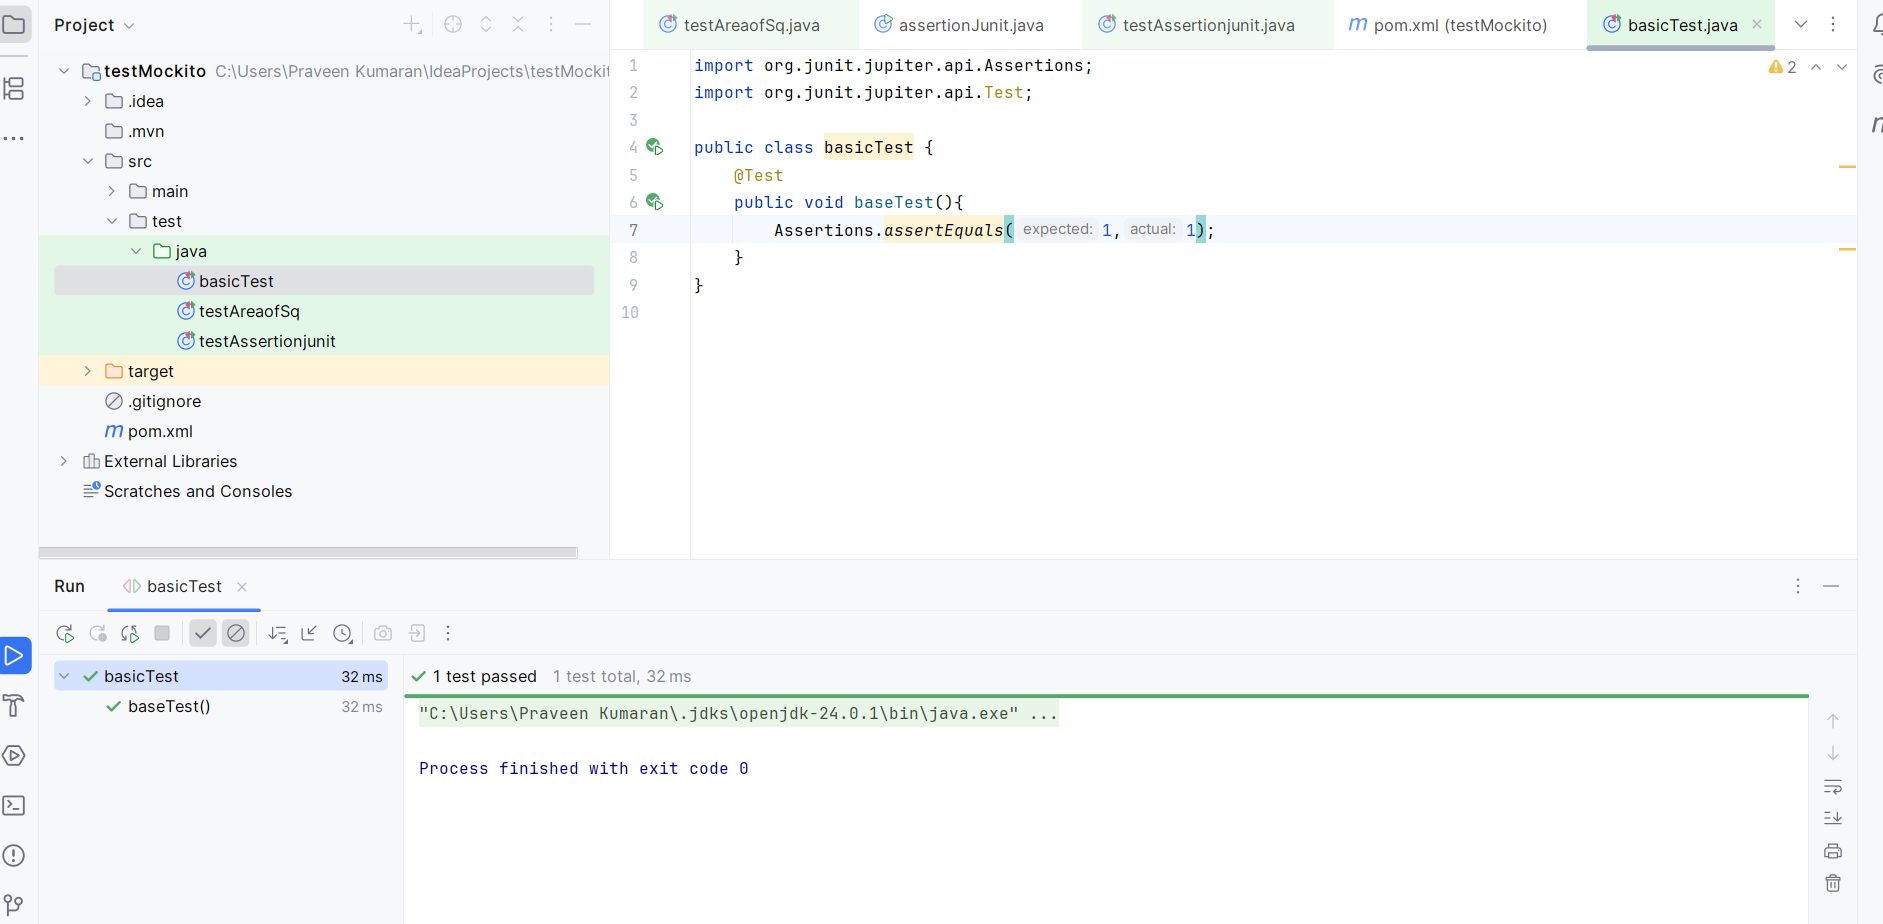 Project
testMockito C:\Users\Praveen Kumaran\IdeaProjects\testMockit
.idea
.mvn
src
main
test
java
basicTest
testAreaofSq
testAssertionjunit
target
.gitignore
m pom.xml
External Libraries
Scratches and Consoles
testAreaofSq.java
assertionJunit.java
testAssertionjunit.java
m pom.xml (testMockito)
basicTest.java
2
1 import org.junit.jupiter.api.Assertions;
2 import org.junit.jupiter.api.Test;
3
4 public class basicTest {
5 @Test
6 public void baseTest(){
7 Assertions.assertEquals( expected: 1, actual: 1);
8 }
9 }
10
Run basicTest
basicTest 32 ms
baseTest() 32 ms
1 test passed 1 test total, 32 ms
"C:\Users\Praveen Kumaran\.jdks\openjdk-24.0.1\bin\java.exe" ...
Process finished with exit code 0